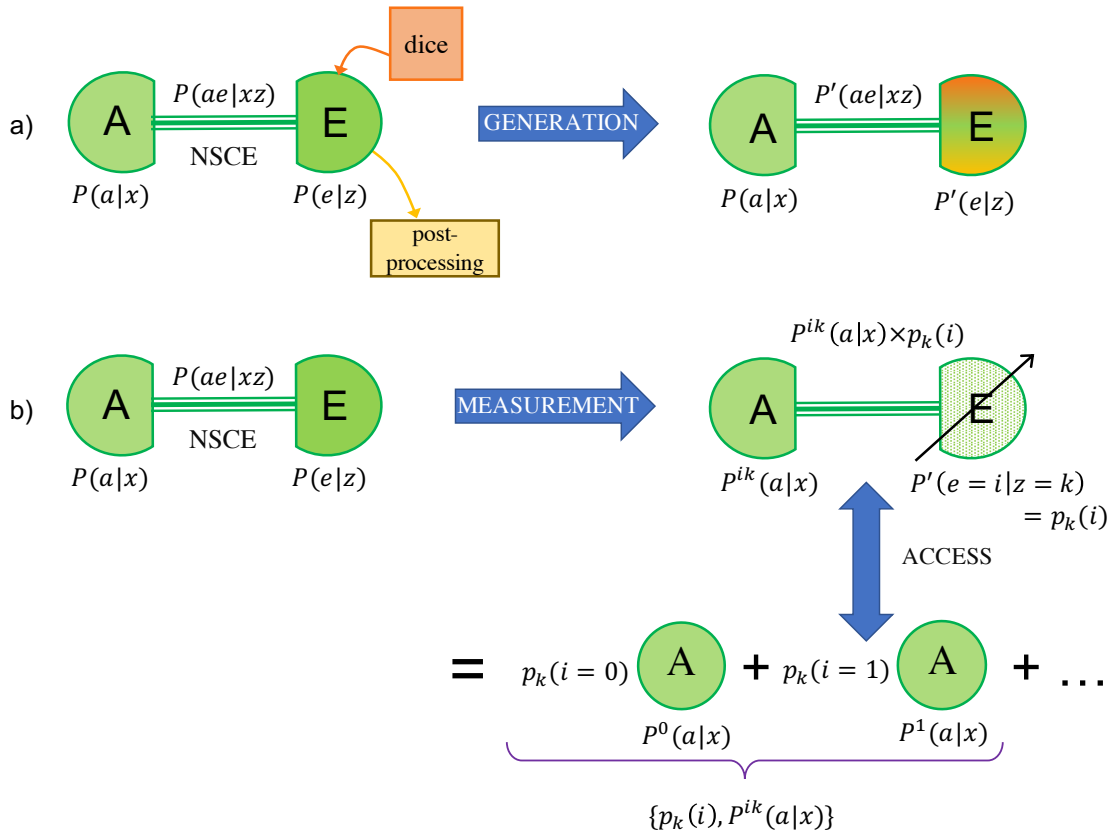 dice
a)
P(ae|xz)
A
E
NSCE
P(a|x)
P(e|z)
post-
processing
GENERATION
P′(ae|xz)
A
E
P(a|x)
P′(e|z)
b)
P(ae|xz)
A
E
NSCE
P(a|x)
P(e|z)
MEASUREMENT
P^{ik}(a|x)×p_k(i)
A
E
P^{ik}(a|x)
P′(e = i|z = k)
= p_k(i)
ACCESS
= p_k(i = 0) A + p_k(i = 1) A + …
P^0(a|x)
P^1(a|x)
{p_k(i), P^{ik}(a|x)}